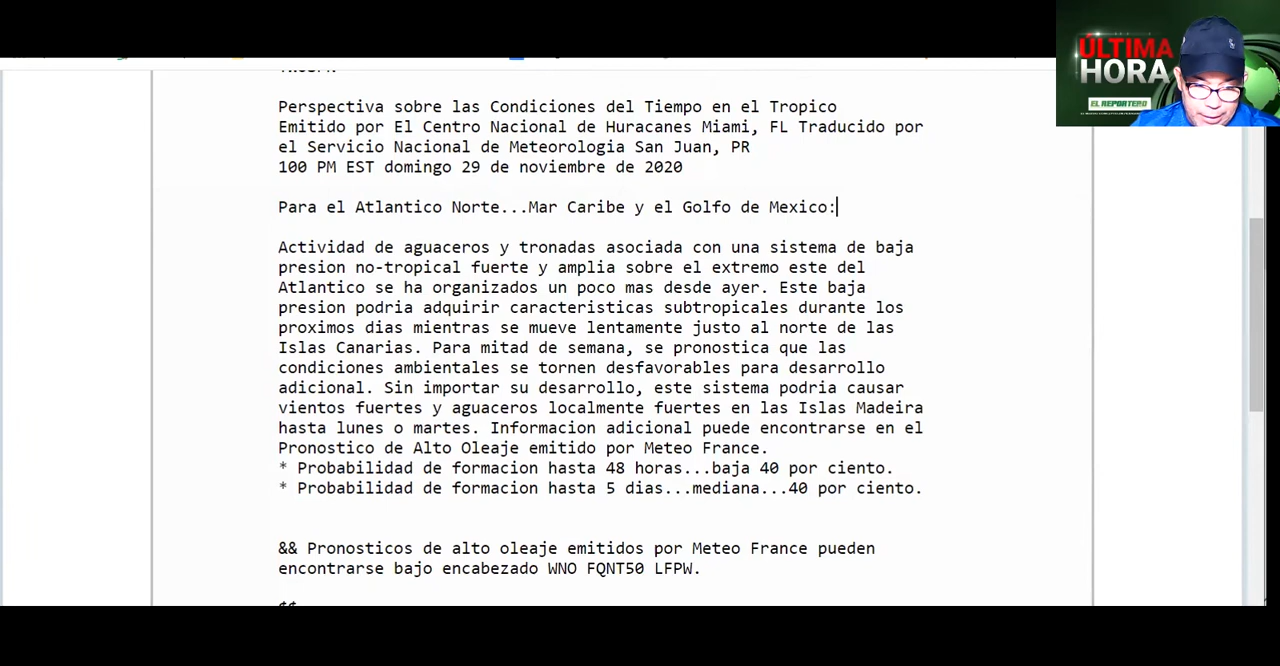 ÚLTIMA
HORA
EL REPORTERO
Perspectiva sobre las Condiciones del Tiempo en el Tropico
Emitido por El Centro Nacional de Huracanes Miami, FL Traducido por
el Servicio Nacional de Meteorologia San Juan, PR
100 PM EST domingo 29 de noviembre de 2020
Para el Atlantico Norte...Mar Caribe y el Golfo de Mexico:
Actividad de aguaceros y tronadas asociada con una sistema de baja
presion no-tropical fuerte y amplia sobre el extremo este del
Atlantico se ha organizados un poco mas desde ayer. Este baja
presion podria adquirir caracteristicas subtropicales durante los
proximos dias mientras se mueve lentamente justo al norte de las
Islas Canarias. Para mitad de semana, se pronostica que las
condiciones ambientales se tornen desfavorables para desarrollo
adicional. Sin importar su desarrollo, este sistema podria causar
vientos fuertes y aguaceros localmente fuertes en las Islas Madeira
hasta lunes o martes. Informacion adicional puede encontrarse en el
Pronostico de Alto Oleaje emitido por Meteo France.
* Probabilidad de formacion hasta 48 horas...baja 40 por ciento.
* Probabilidad de formacion hasta 5 dias...mediana...40 por ciento.
&& Pronosticos de alto oleaje emitidos por Meteo France pueden
encontrarse bajo encabezado WNO FQNT50 LFPW.